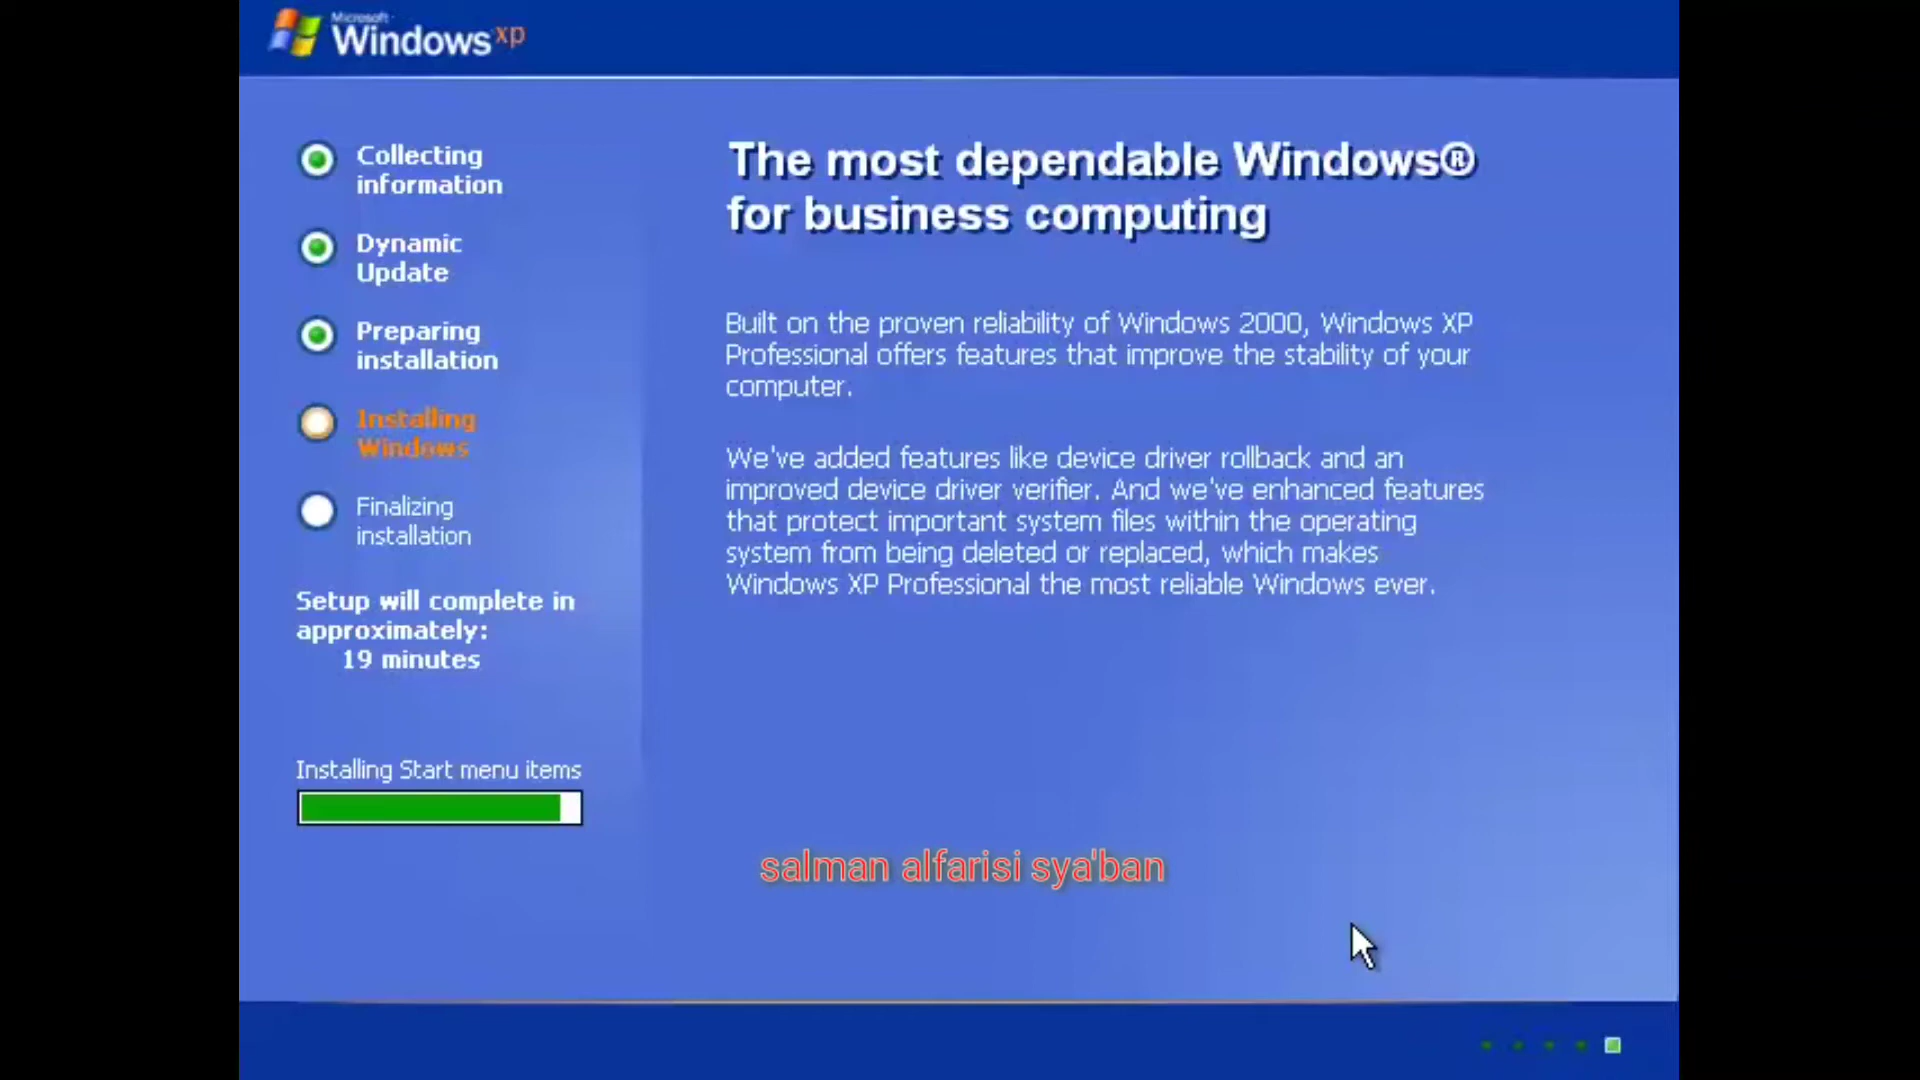 Microsoft
Windows xp
Collecting
information
Dynamic
Update
Preparing
installation
Installing
Windows
Finalizing
installation
Setup will complete in
approximately:
19 minutes
Installing Start menu items
The most dependable Windows®
for business computing
Built on the proven reliability of Windows 2000, Windows XP
Professional offers features that improve the stability of your
computer.
We've added features like device driver rollback and an
improved device driver verifier. And we've enhanced features
that protect important system files within the operating
system from being deleted or replaced, which makes
Windows XP Professional the most reliable Windows ever.
salman alfarisi sya'ban